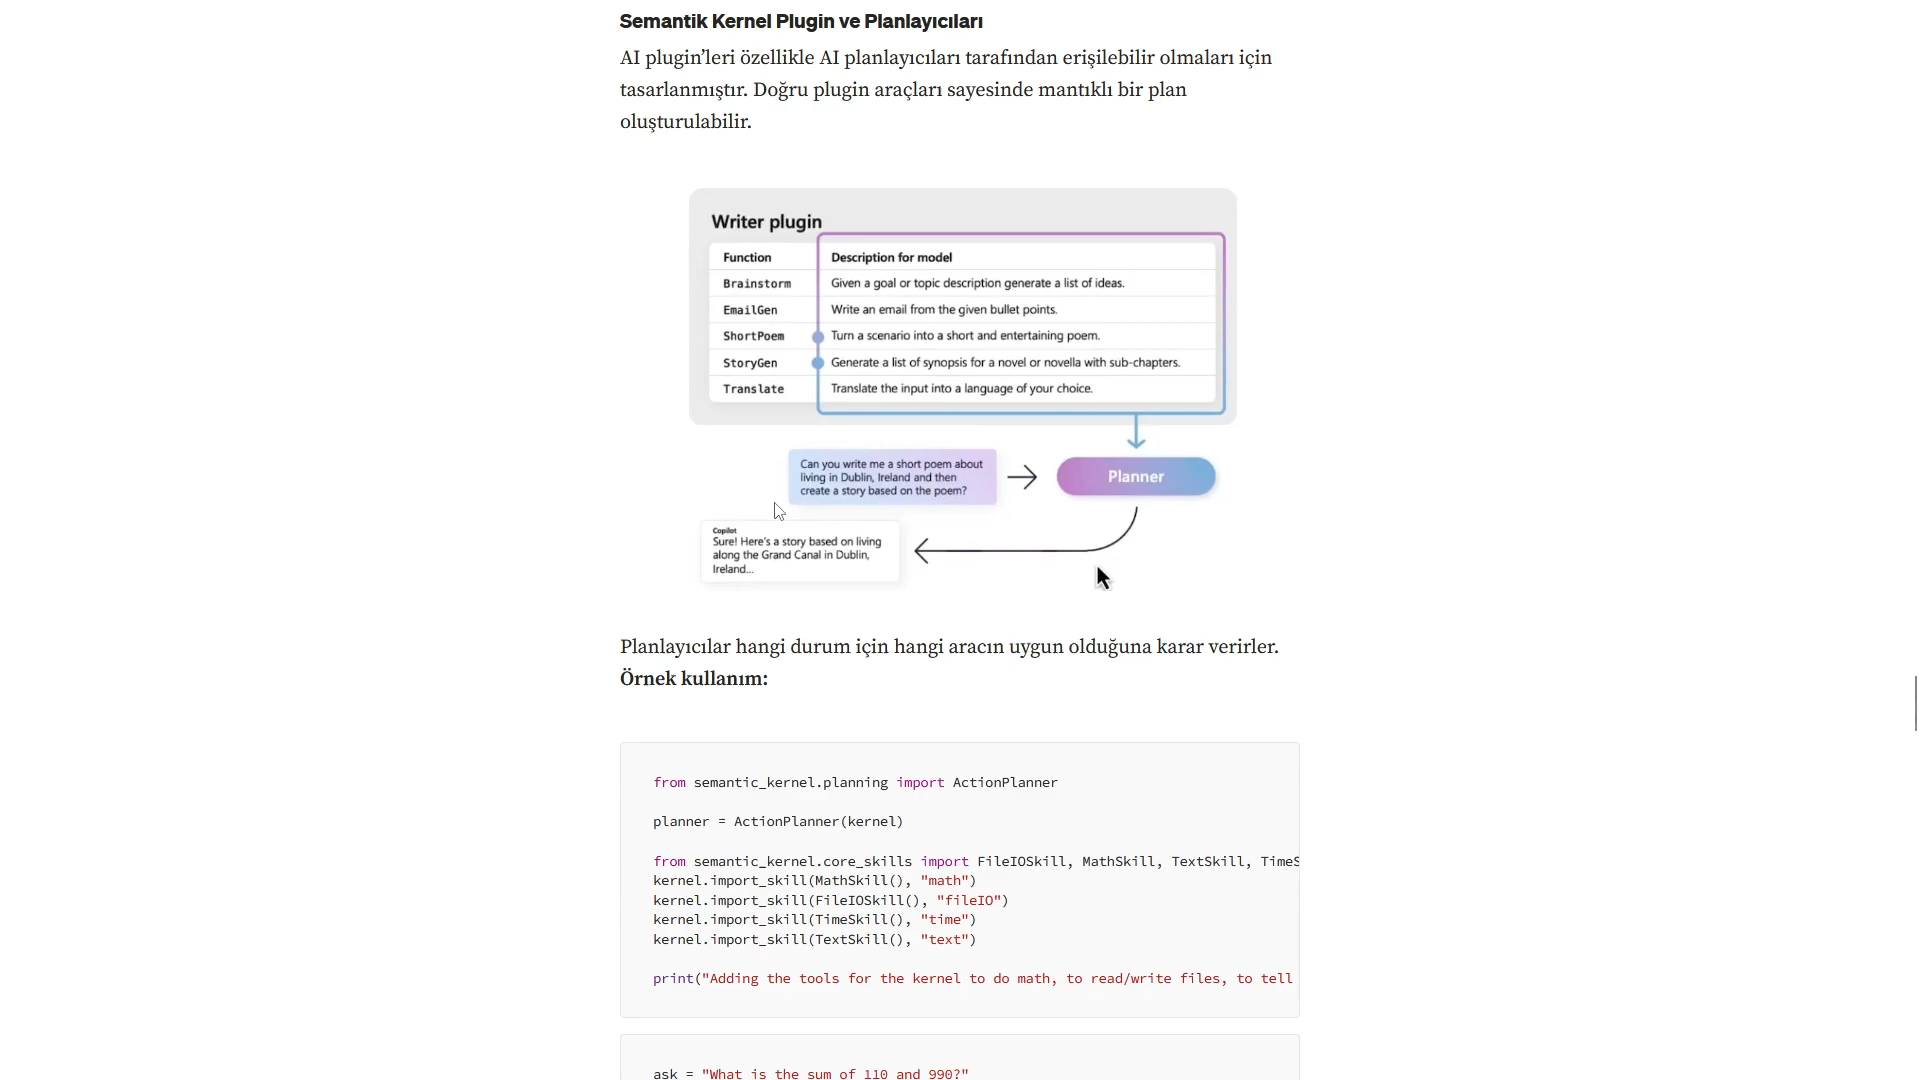 Semantik Kernel Plugin ve Planlayıcıları
AI plugin’leri özellikle AI planlayıcıları tarafından erişilebilir olmaları için
tasarlanmıştır. Doğru plugin araçları sayesinde mantıklı bir plan
oluşturulabilir.
Writer plugin
Function Description for model
Brainstorm Given a goal or topic description generate a list of ideas.
EmailGen Write an email from the given bullet points.
ShortPoem Turn a scenario into a short and entertaining poem.
StoryGen Generate a list of synopsis for a novel or novella with sub-chapters.
Translate Translate the input into a language of your choice.
Can you write me a short poem about
living in Dublin, Ireland and then
create a story based on the poem?
Planner
Copilot
Sure! Here's a story based on living
along the Grand Canal in Dublin,
Ireland...
Planlayıcılar hangi durum için hangi aracın uygun olduğuna karar verirler.
Örnek kullanım:
from semantic_kernel.planning import ActionPlanner
planner = ActionPlanner(kernel)
from semantic_kernel.core_skills import FileIOSkill, MathSkill, TextSkill, TimeS
kernel.import_skill(MathSkill(), "math")
kernel.import_skill(FileIOSkill(), "fileIO")
kernel.import_skill(TimeSkill(), "time")
kernel.import_skill(TextSkill(), "text")
print("Adding the tools for the kernel to do math, to read/write files, to tell
ask = "What is the sum of 110 and 990?"